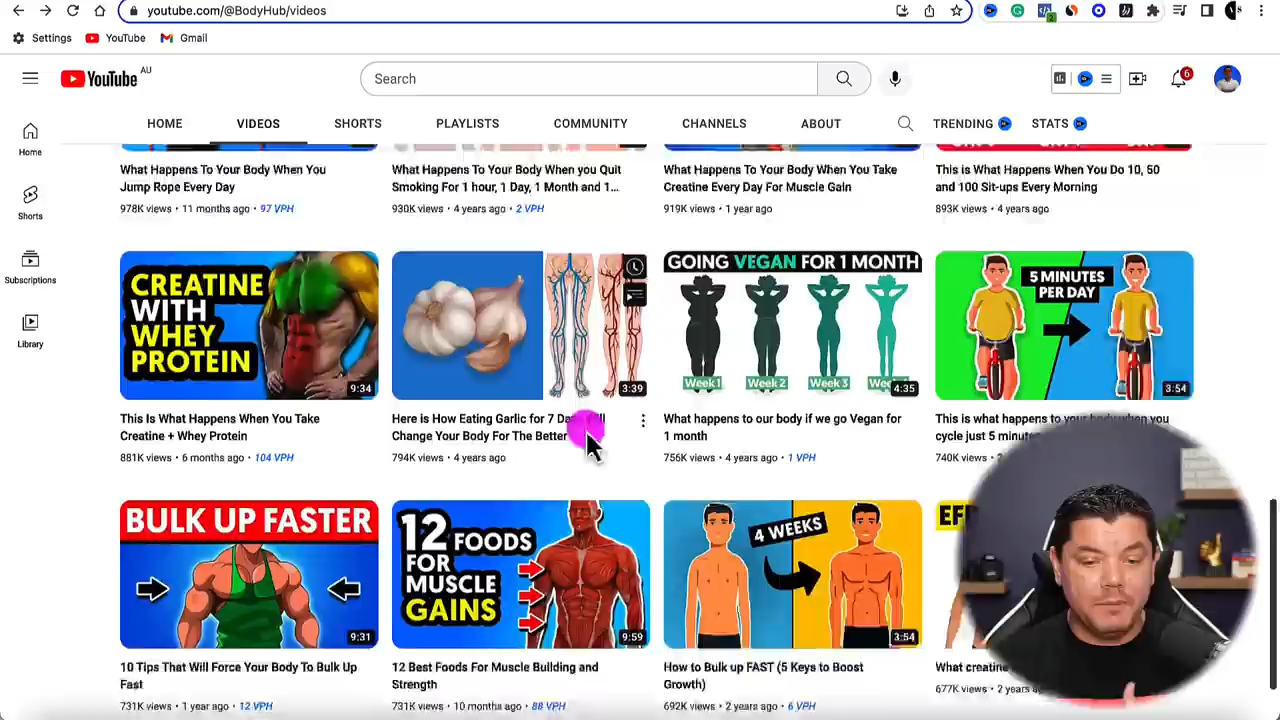 youtube.com/@BodyHub/videos
2
Settings
YouTube
Gmail
YouTube AU
Search
6
HOME
VIDEOS
SHORTS
PLAYLISTS
COMMUNITY
CHANNELS
ABOUT
TRENDING
STATS
Home
Shorts
Subscriptions
Library
What Happens To Your Body When You
Jump Rope Every Day
978K views • 11 months ago • 97 VPH
What Happens To Your Body When you Quit
Smoking For 1 hour, 1 Day, 1 Month and 1...
930K views • 4 years ago • 2 VPH
What Happens To Your Body When You Take
Creatine Every Day For Muscle Gain
919K views • 1 year ago
This is What Happens When You Do 10, 50
and 100 Sit-ups Every Morning
893K views • 4 years ago
CREATINE
WITH
WHEY
PROTEIN
9:34
This Is What Happens When You Take
Creatine + Whey Protein
881K views • 6 months ago • 104 VPH
3:39
Here is How Eating Garlic for 7
Change Your Body For The Better
794K views • 4 years ago
GOING VEGAN FOR 1 MONTH
Week 1
Week 2
Week 3
4:35
What happens to our body if we go Vegan for
1 month
756K views • 4 years ago • 1 VPH
5 MINUTES
PER DAY
3:54
This is what happens to your body when you
cycle just 5
740K views
BULK UP FASTER
9:31
10 Tips That Will Force Your Body To Bulk Up
Fast
731K views • 1 year ago • 12 VPH
12 FOODS
FOR
MUSCLE
GAINS
9:59
12 Best Foods For Muscle Building and
Strength
731K views • 10 months ago • 88 VPH
4 WEEKS
3:54
How to Bulk up FAST (5 Keys to Boost
Growth)
692K views • 2 years ago • 6 VPH
What
677K views